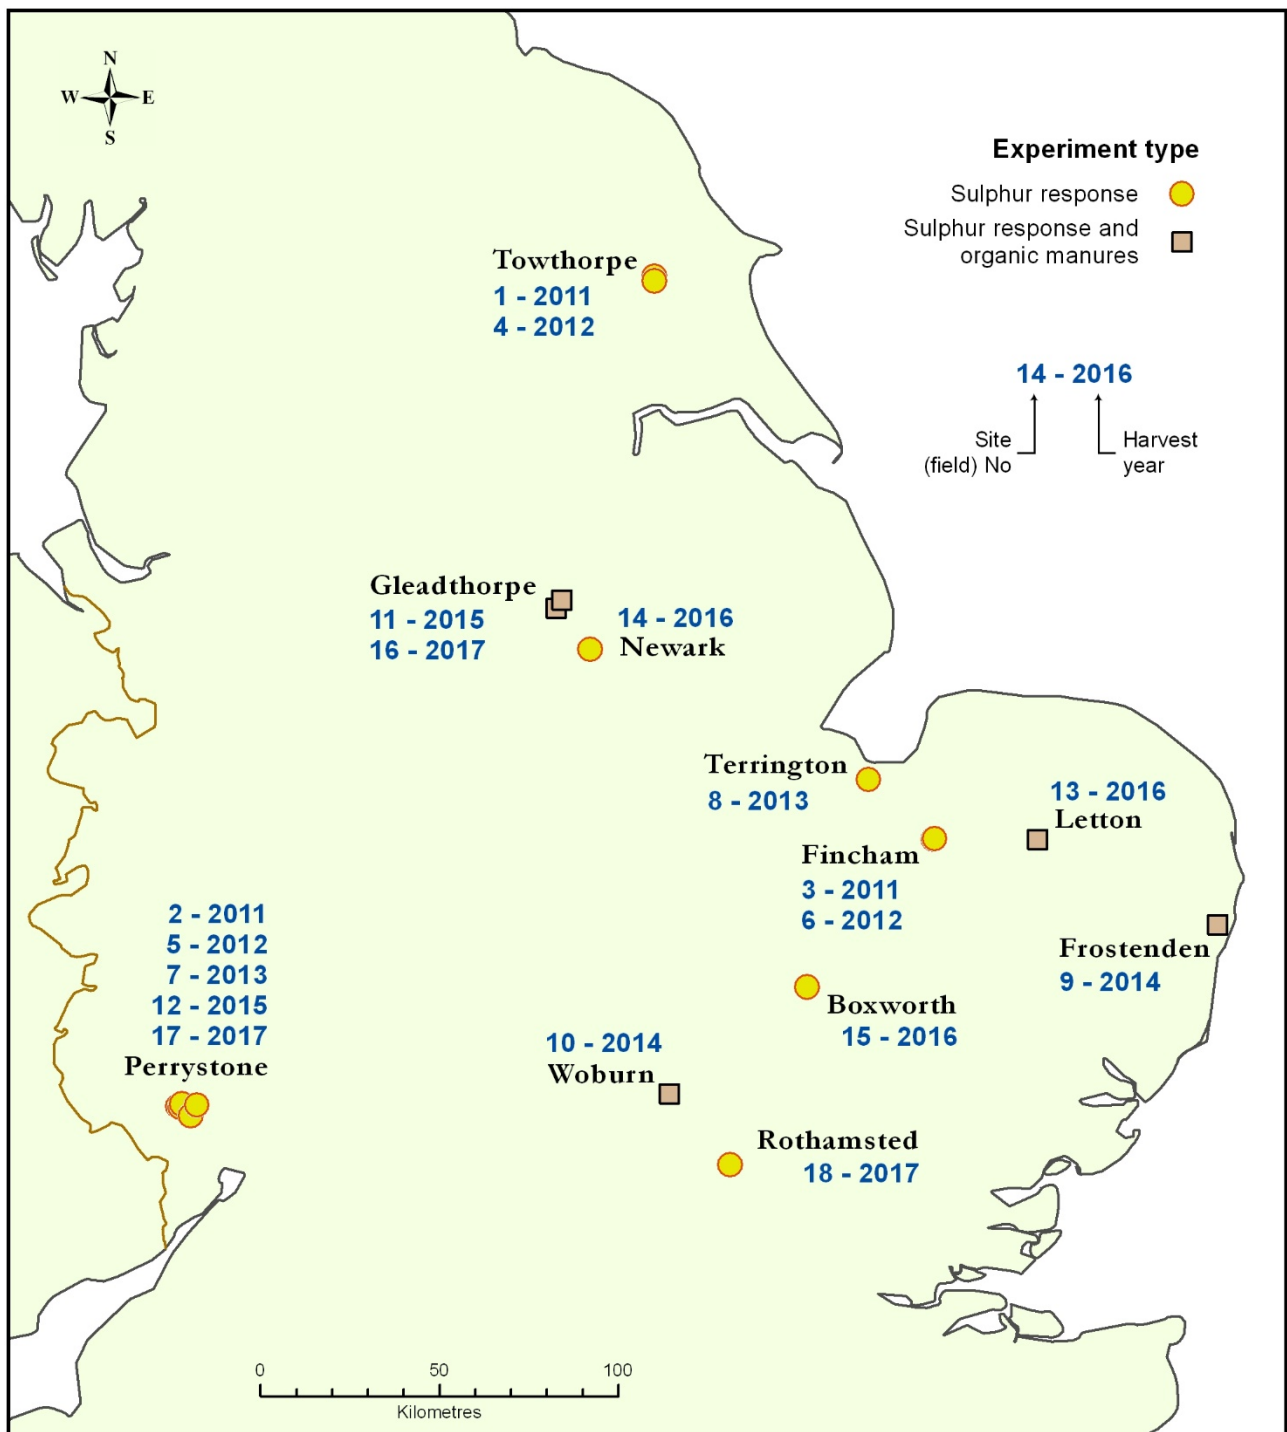 N
W E
S
Experiment type
Sulphur response
Sulphur response and
organic manures
Towthorpe
1 - 2011
4 - 2012
14 - 2016
Site
(field) No
Harvest
year
Gleadthorpe
11 - 2015
16 - 2017
14 - 2016
Newark
Terrington
8 - 2013
13 - 2016
Letton
Fincham
3 - 2011
6 - 2012
2 - 2011
5 - 2012
7 - 2013
12 - 2015
17 - 2017
Perrystone
Frostenden
9 - 2014
Boxworth
15 - 2016
10 - 2014
Woburn
Rothamsted
18 - 2017
0 50 100
Kilometres